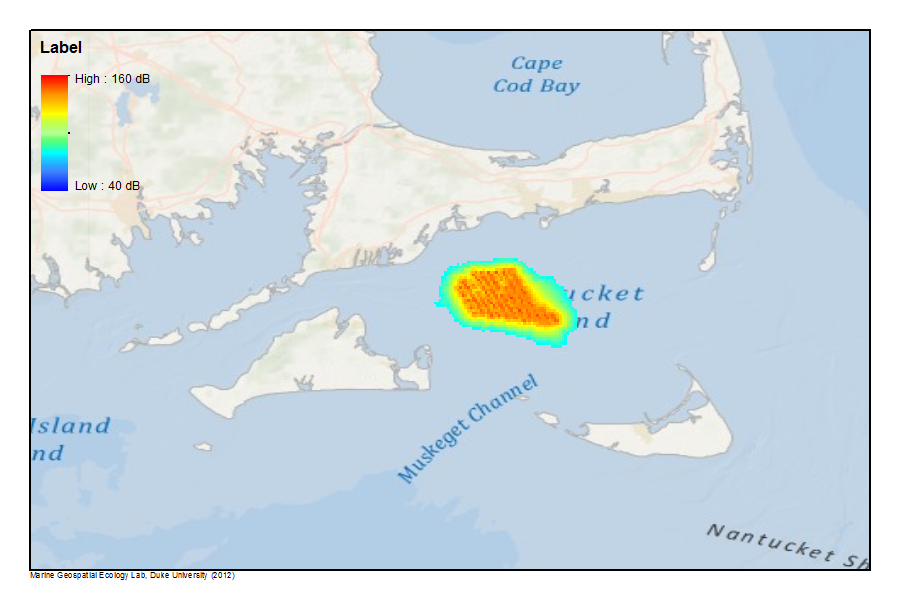 Label
High : 160 dB
Low : 40 dB
Cape
Cod Bay
ucket
nd
Island
nd
Muskeget Channel
Nantucket Sh
Marine Geospatial Ecology Lab, Duke University (2012)